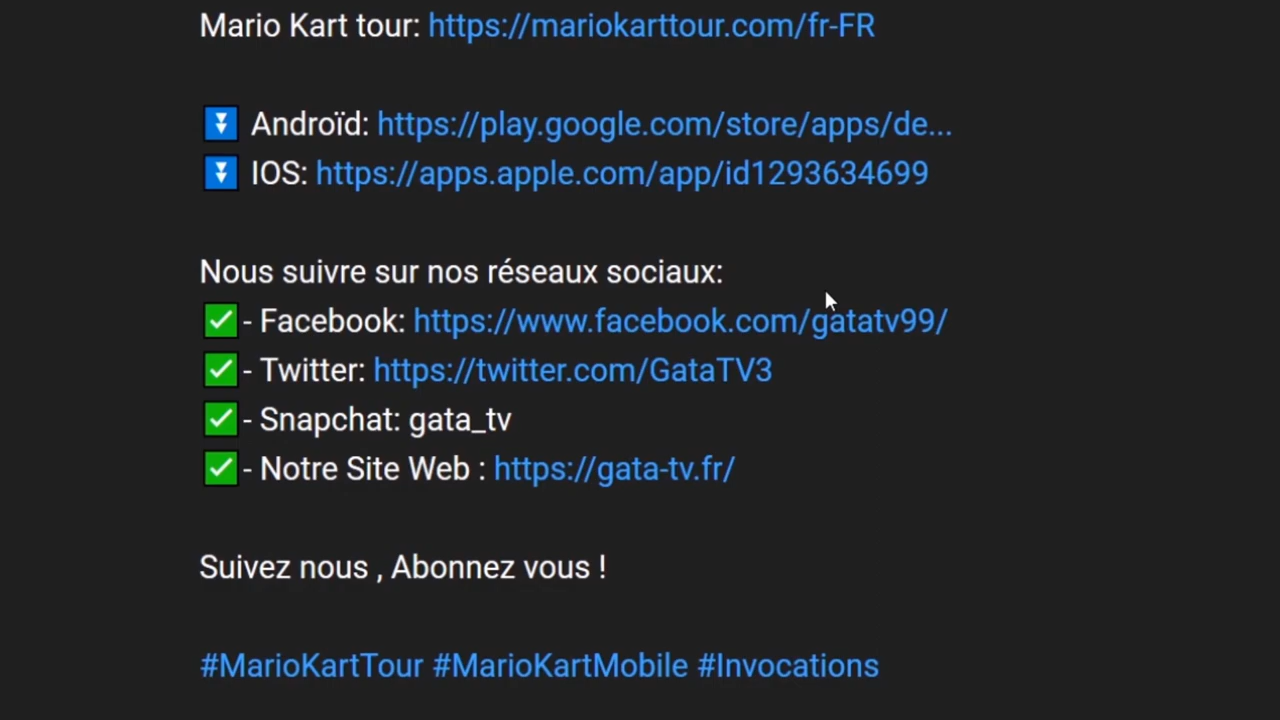 Mario Kart tour: https://mariokarttour.com/fr-FR
⏬ Androïd: https://play.google.com/store/apps/de...
⏬ IOS: https://apps.apple.com/app/id1293634699
Nous suivre sur nos réseaux sociaux:
✅- Facebook: https://www.facebook.com/gatatv99/
✅- Twitter: https://twitter.com/GataTV3
✅- Snapchat: gata_tv
✅- Notre Site Web : https://gata-tv.fr/
Suivez nous , Abonnez vous !
#MarioKartTour #MarioKartMobile #Invocations